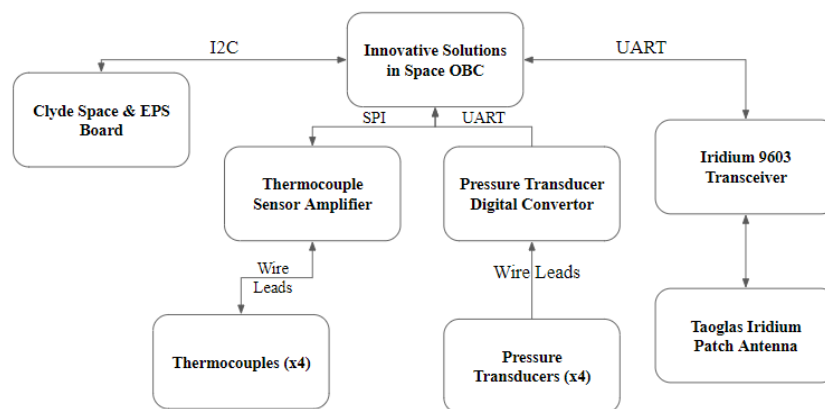 I2C
Innovative Solutions
in Space OBC
UART
Clyde Space & EPS
Board
SPI
UART
Thermocouple
Sensor Amplifier
Pressure Transducer
Digital Convertor
Iridium 9603
Transceiver
Wire
Leads
Wire Leads
Thermocouples (x4)
Pressure
Transducers (x4)
Taoglas Iridium
Patch Antenna